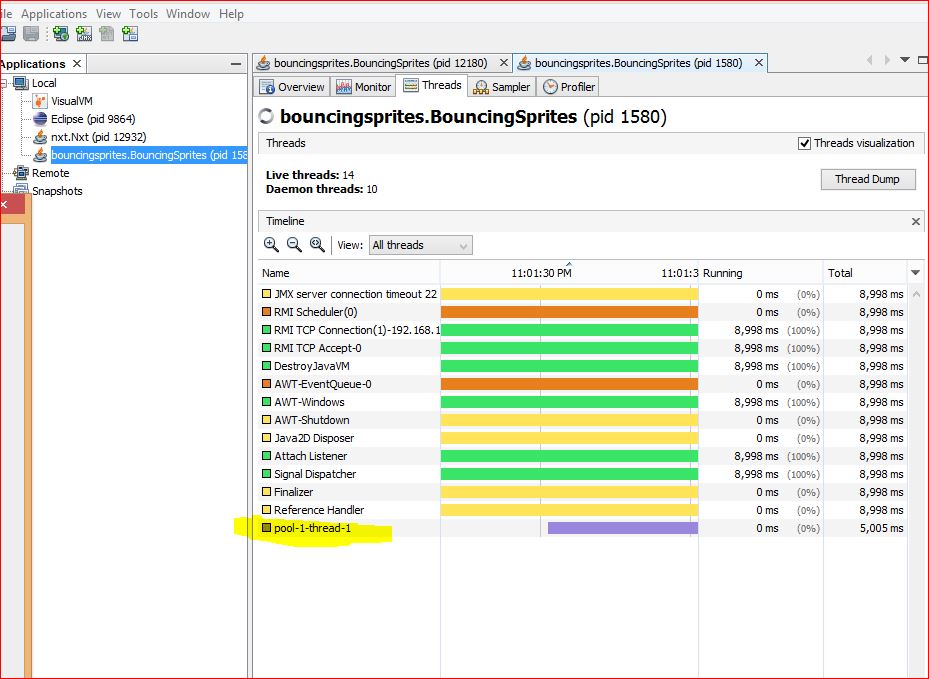 ile Applications View Tools Window Help
Applications
bouncingsprites.BouncingSprites (pid 12180)
bouncingsprites.BouncingSprites (pid 1580)
Local
VisualVM
Eclipse (pid 9864)
nxt.Nxt (pid 12932)
bouncingsprites.BouncingSprites (pid 158
Remote
Snapshots
Overview Monitor Threads Sampler Profiler
bouncingsprites.BouncingSprites (pid 1580)
Threads
Threads visualization
Live threads: 14
Daemon threads: 10
Thread Dump
Timeline
View: All threads
Name 11:01:30 PM 11:01:3 Running Total
JMX server connection timeout 22 0 ms (0%) 8,998 ms
RMI Scheduler(0) 0 ms (0%) 8,998 ms
RMI TCP Connection(1)-192.168.1 8,998 ms (100%) 8,998 ms
RMI TCP Accept-0 8,998 ms (100%) 8,998 ms
DestroyJavaVM 8,998 ms (100%) 8,998 ms
AWT-EventQueue-0 0 ms (0%) 8,998 ms
AWT-Windows 8,998 ms (100%) 8,998 ms
AWT-Shutdown 0 ms (0%) 8,998 ms
Java2D Disposer 0 ms (0%) 8,998 ms
Attach Listener 8,998 ms (100%) 8,998 ms
Signal Dispatcher 8,998 ms (100%) 8,998 ms
Finalizer 0 ms (0%) 8,998 ms
Reference Handler 0 ms (0%) 8,998 ms
pool-1-thread-1 0 ms (0%) 5,005 ms